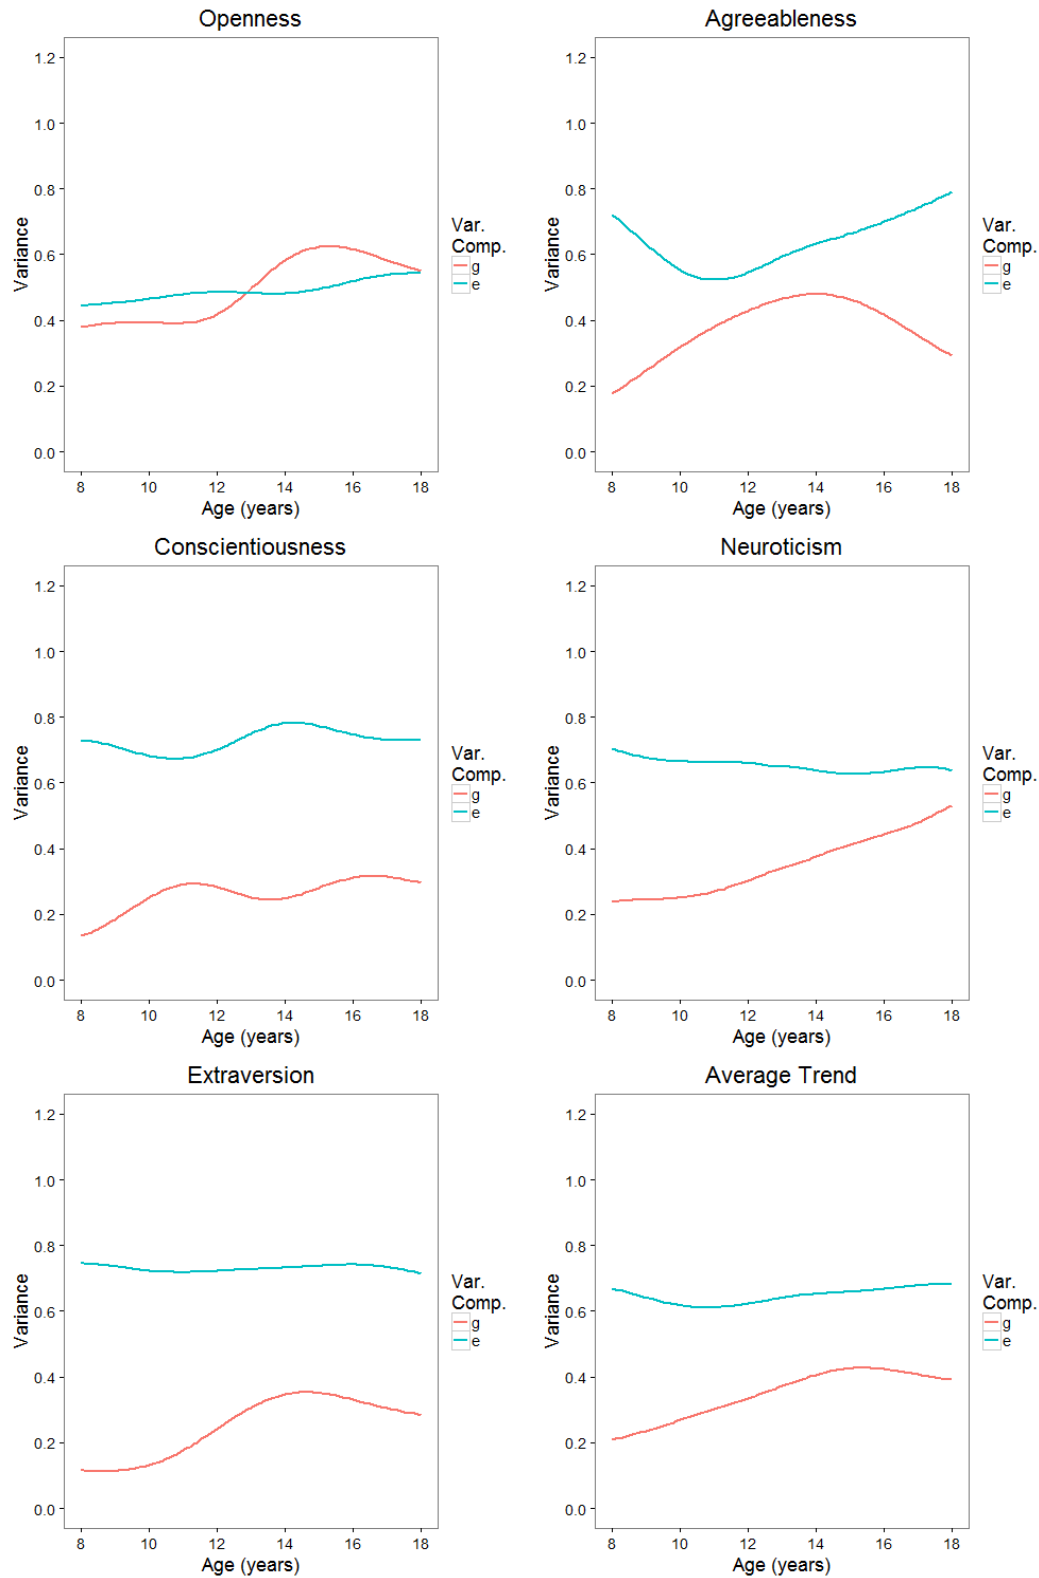 Openness
Variance
1.2
1.0
0.8
0.6
0.4
0.2
0.0
8 10 12 14 16 18
Age (years)
Var.
Comp.
g
e
Agreeableness
Variance
1.2
1.0
0.8
0.6
0.4
0.2
0.0
8 10 12 14 16 18
Age (years)
Var.
Comp.
g
e
Conscientiousness
Variance
1.2
1.0
0.8
0.6
0.4
0.2
0.0
8 10 12 14 16 18
Age (years)
Var.
Comp.
g
e
Neuroticism
Variance
1.2
1.0
0.8
0.6
0.4
0.2
0.0
8 10 12 14 16 18
Age (years)
Var.
Comp.
g
e
Extraversion
Variance
1.2
1.0
0.8
0.6
0.4
0.2
0.0
8 10 12 14 16 18
Age (years)
Var.
Comp.
g
e
Average Trend
Variance
1.2
1.0
0.8
0.6
0.4
0.2
0.0
8 10 12 14 16 18
Age (years)
Var.
Comp.
g
e